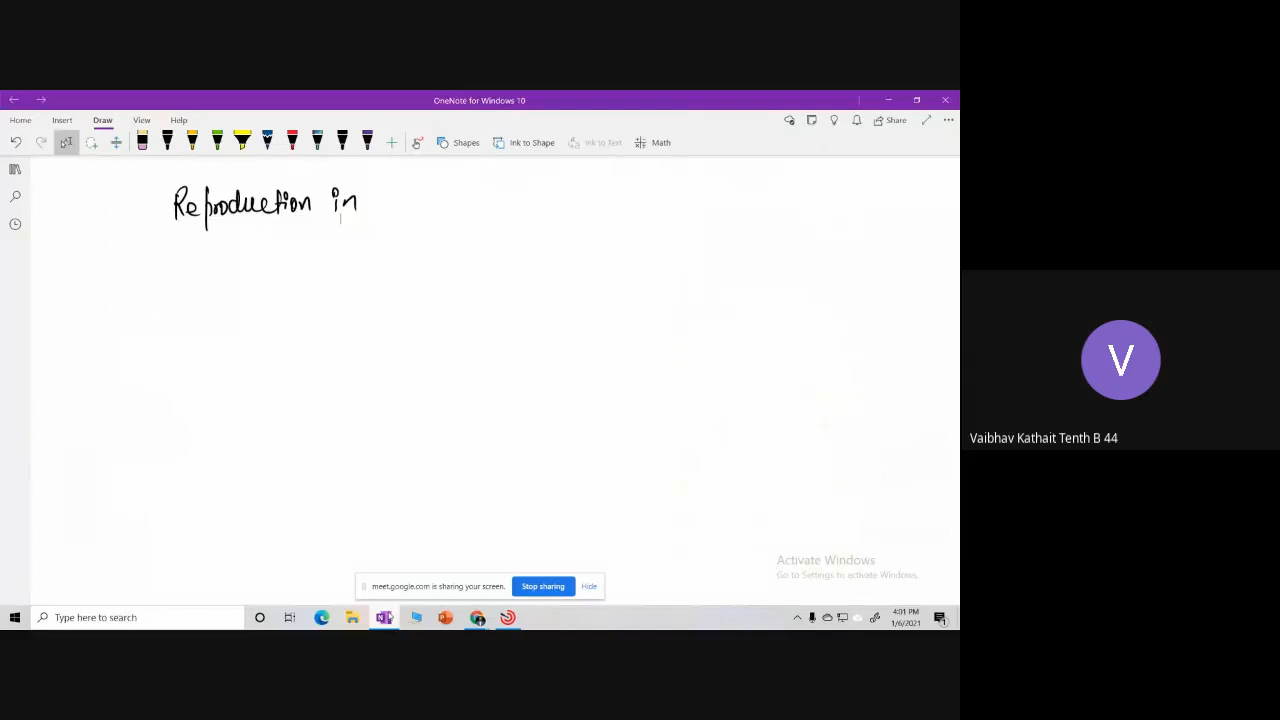 OneNote for Windows 10
Home Insert Draw View Help
Share
Shapes Ink to Shape Ink to Text Math
Reproduction in
V
Vaibhav Kathait Tenth B 44
Activate Windows
Go to Settings to activate Windows.
meet.google.com is sharing your screen. Stop sharing Hide
Type here to search
4:01 PM
1/6/2021